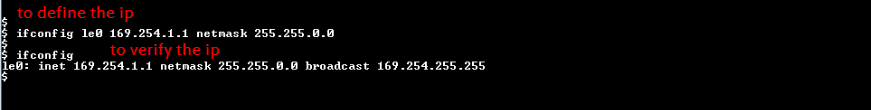 to define the ip
$
$ ifconfig le0 169.254.1.1 netmask 255.255.0.0
$
$ ifconfig
to verify the ip
le0: inet 169.254.1.1 netmask 255.255.0.0 broadcast 169.254.255.255
$